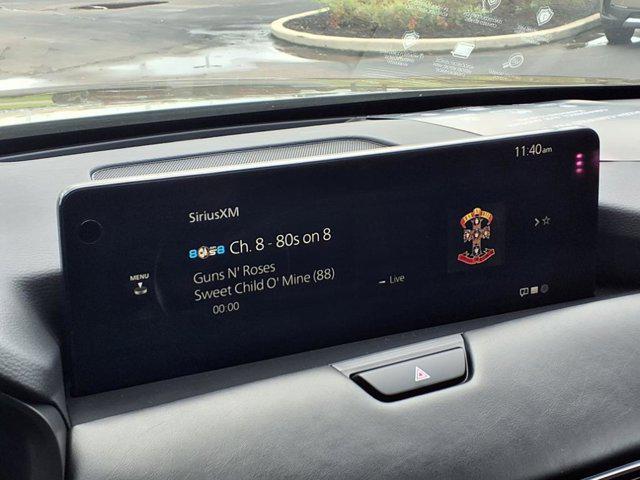 11:40am
SiriusXM
Ch. 8 - 80s on 8
MENU
Guns N' Roses
Sweet Child O' Mine (88)
Live
00:00